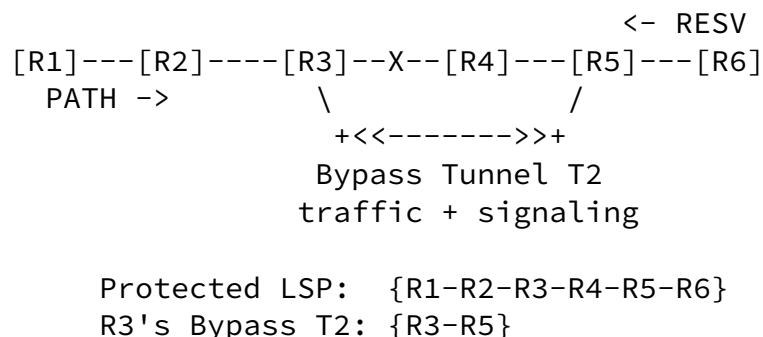 <- RESV
[R1]---[R2]----[R3]--X--[R4]---[R5]---[R6]
PATH -> \ /
+<<------->>+
Bypass Tunnel T2
traffic + signaling
Protected LSP: {R1-R2-R3-R4-R5-R6}
R3's Bypass T2: {R3-R5}